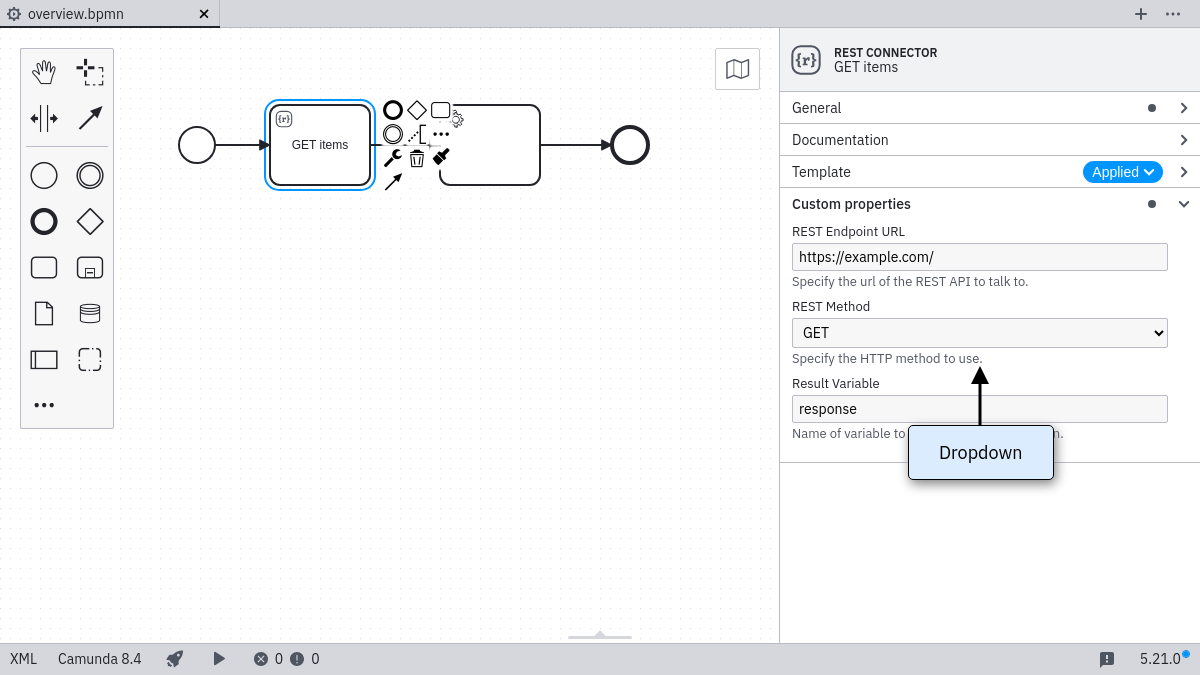 overview.bpmn
{r}
GET items
{r}
REST CONNECTOR
GET items
General
Documentation
Template
Applied
Custom properties
REST Endpoint URL
https://example.com/
Specify the url of the REST API to talk to.
REST Method
GET
Specify the HTTP method to use.
Result Variable
response
Name of variable to
Dropdown
XML
Camunda 8.4
0
0
5.21.0